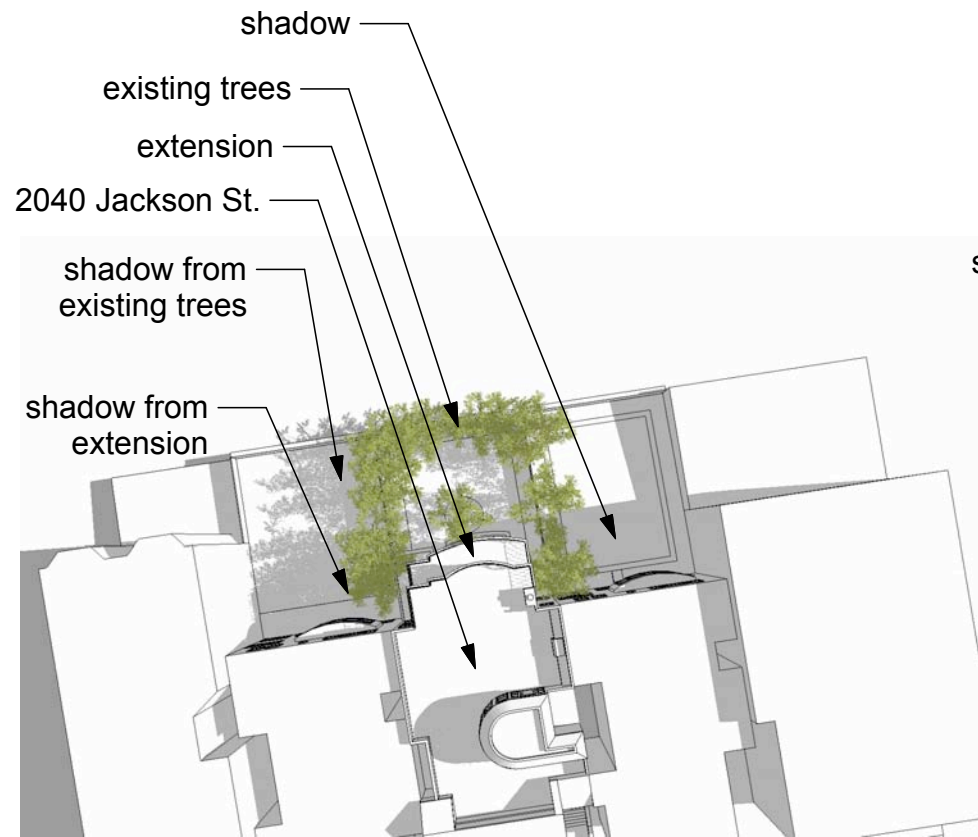 shadow
existing trees
extension
2040 Jackson St.
shadow from
existing trees
shadow from
extension
s